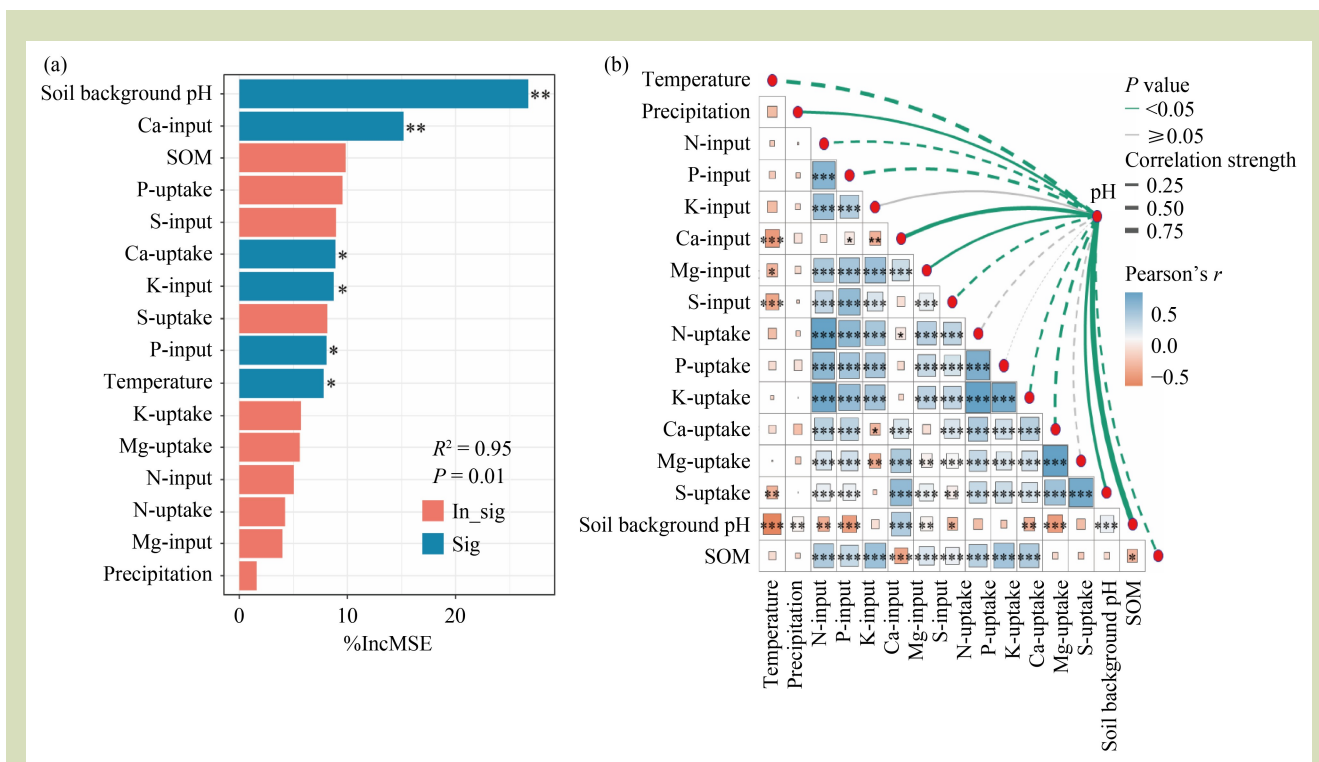 (a)
Soil background pH
**
Ca-input
**
SOM
P-uptake
S-input
Ca-uptake
*
K-input
*
S-uptake
P-input
*
Temperature
*
K-uptake
Mg-uptake
N-input
N-uptake
Mg-input
Precipitation
R² = 0.95
P = 0.01
In_sig
Sig
0 10 20
%IncMSE
(b)
Temperature
Precipitation
N-input
P-input ***
K-input *** ***
Ca-input *** * **
Mg-input * *** *** *** ***
S-input *** *** *** *** ***
N-uptake *** *** *** * *** ***
P-uptake *** *** *** *** *** ***
K-uptake *** *** *** *** *** *** ***
Ca-uptake *** *** * *** *** *** *** ***
Mg-uptake *** *** ** *** ** *** *** *** *** ***
S-uptake ** *** *** *** *** ** *** *** *** *** ***
Soil background pH *** ** ** *** *** ** * ** *** ***
SOM *** *** *** *** *** *** *** *** *** *
Temperature
Precipitation
N-input
P-input
K-input
Ca-input
Mg-input
S-input
N-uptake
P-uptake
K-uptake
Ca-uptake
Mg-uptake
S-uptake
Soil background pH
SOM
pH
P value
<0.05
⩾0.05
Correlation strength
0.25
0.50
0.75
Pearson's r
0.5
0.0
−0.5